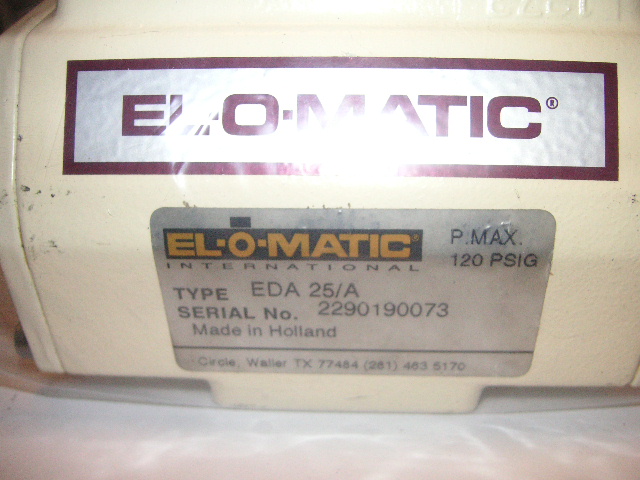 EL-O-MATIC®
EL-O-MATIC
INTERNATIONAL
P.MAX.
120 PSIG
TYPE EDA 25/A
SERIAL No. 2290190073
Made in Holland
Circle, Waller TX 77484 (281) 463 5170